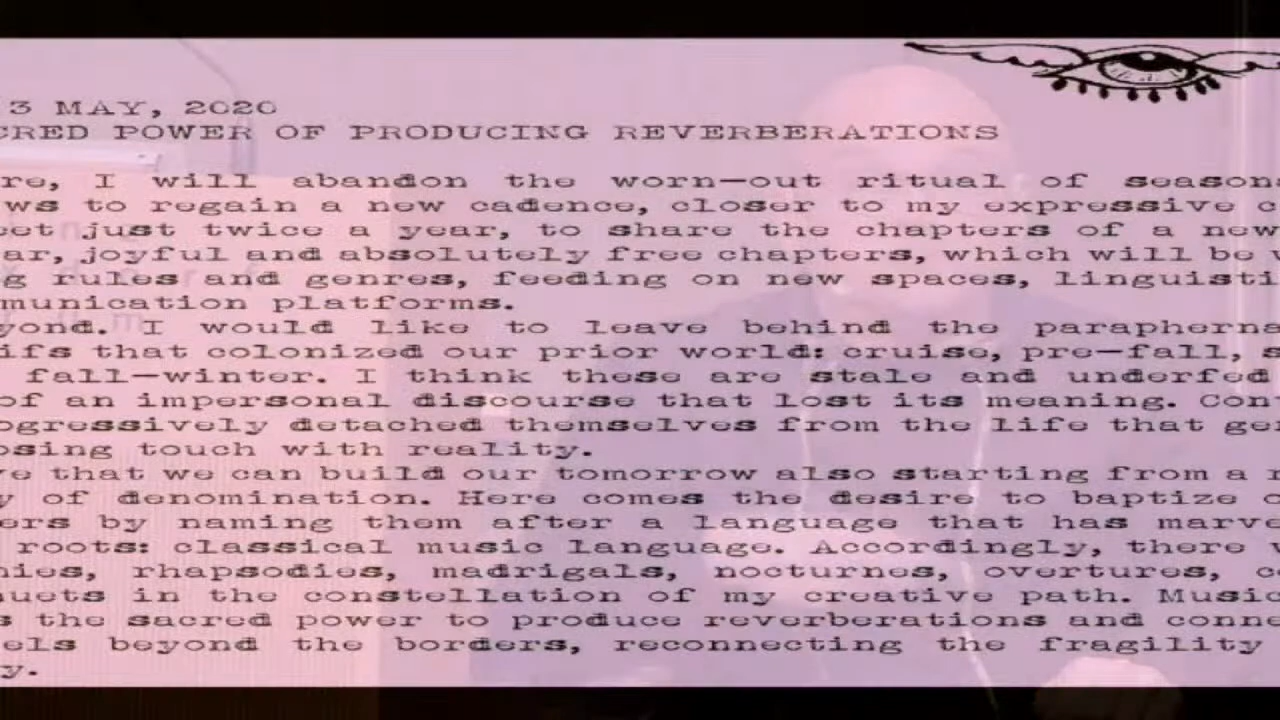 3 MAY, 2020
CRED POWER OF PRODUCING REVERBERATIONS
re, I will abandon the worn-out ritual of season
ws to regain a new cadence, closer to my expressive c
et just twice a year, to share the chapters of a new
ar, joyful and absolutely free chapters, which will be
g rules and genres, feeding on new spaces, linguisti
munication platforms.
yond. I would like to leave behind the parapherna
ifs that colonized our prior world: cruise, pre-fall, s
fall-winter. I think these are stale and underfed
of an impersonal discourse that lost its meaning. Con
ogressively detached themselves from the life that ge
osing touch with reality.
ve that we can build our tomorrow also starting from a
y of denomination. Here comes the desire to baptize o
ers by naming them after a language that has marve
roots: classical music language. Accordingly, there
nies, rhapsodies, madrigals, nocturnes, overtures, co
uets in the constellation of my creative path. Music
s the sacred power to produce reverberations and conne
els beyond the borders, reconnecting the fragility
y.